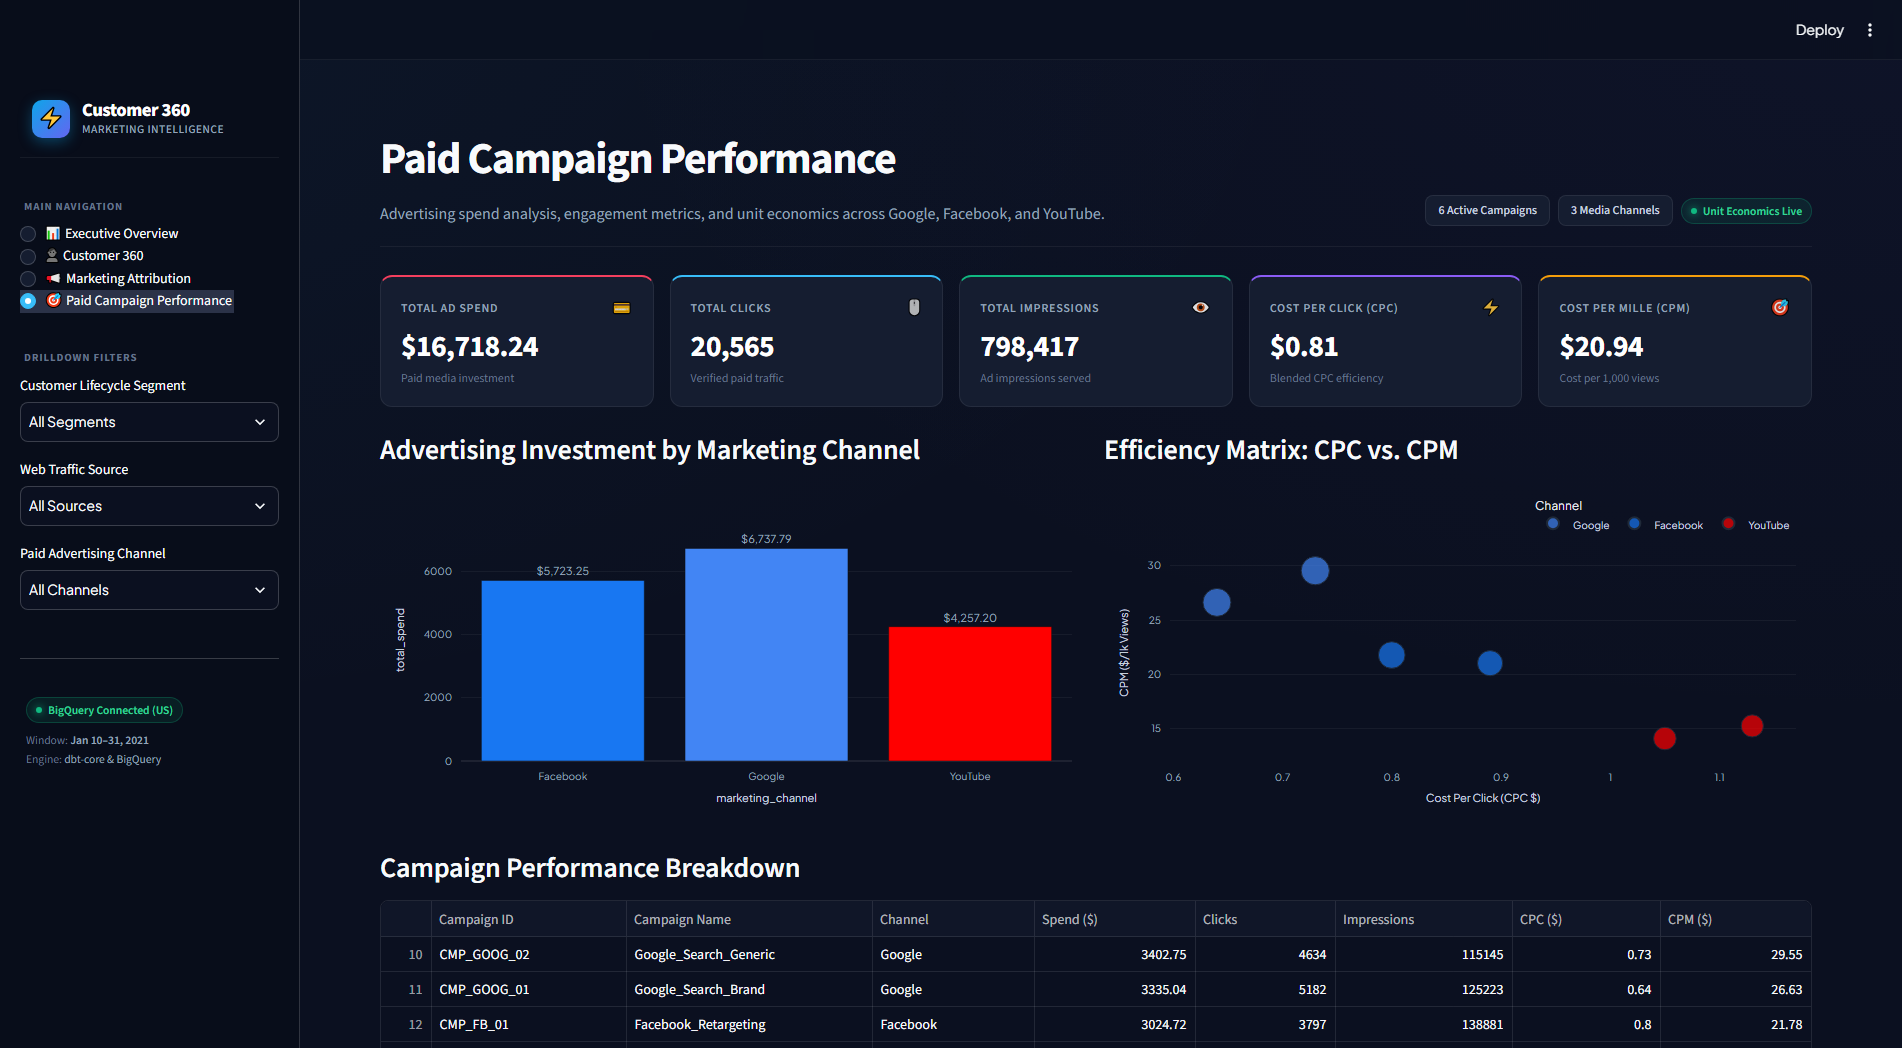 Deploy
Customer 360
MARKETING INTELLIGENCE
MAIN NAVIGATION
Executive Overview
Customer 360
Marketing Attribution
Paid Campaign Performance
DRILLDOWN FILTERS
Customer Lifecycle Segment
All Segments
Web Traffic Source
All Sources
Paid Advertising Channel
All Channels
BigQuery Connected (US)
Window: Jan 10–31, 2021
Engine: dbt-core & BigQuery
Paid Campaign Performance
Advertising spend analysis, engagement metrics, and unit economics across Google, Facebook, and YouTube.
6 Active Campaigns
3 Media Channels
Unit Economics Live
TOTAL AD SPEND
$16,718.24
Paid media investment
TOTAL CLICKS
20,565
Verified paid traffic
TOTAL IMPRESSIONS
798,417
Ad impressions served
COST PER CLICK (CPC)
$0.81
Blended CPC efficiency
COST PER MILLE (CPM)
$20.94
Cost per 1,000 views
Advertising Investment by Marketing Channel
total_spend
6000
4000
2000
0
$5,723.25
$6,737.79
$4,257.20
Facebook Google YouTube
marketing_channel
Efficiency Matrix: CPC vs. CPM
Channel
Google Facebook YouTube
CPM ($/1k Views)
30
25
20
15
0.6 0.7 0.8 0.9 1 1.1
Cost Per Click (CPC $)
Campaign Performance Breakdown
Campaign ID Campaign Name Channel Spend ($) Clicks Impressions CPC ($) CPM ($)
10 CMP_GOOG_02 Google_Search_Generic Google 3402.75 4634 115145 0.73 29.55
11 CMP_GOOG_01 Google_Search_Brand Google 3335.04 5182 125223 0.64 26.63
12 CMP_FB_01 Facebook_Retargeting Facebook 3024.72 3797 138881 0.8 21.78